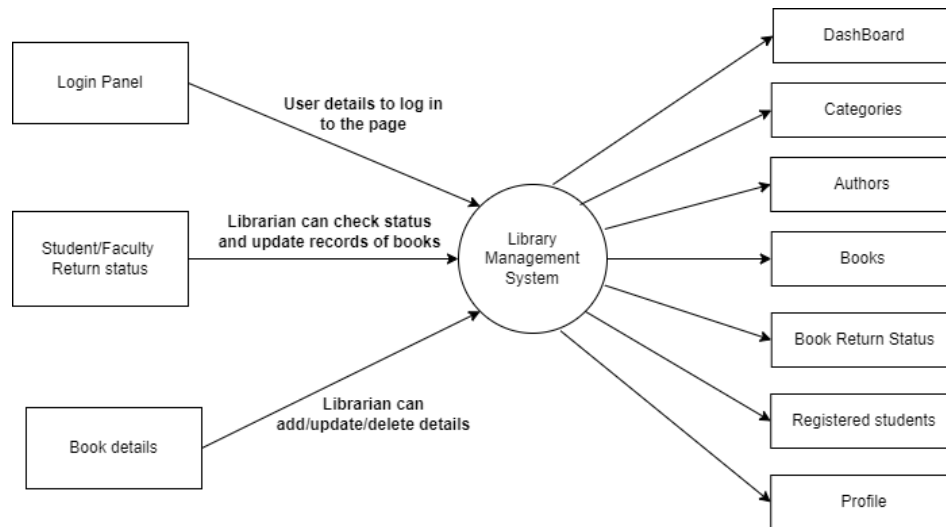 Login Panel
User details to log in
to the page
Student/Faculty
Return status
Librarian can check status
and update records of books
Book details
Librarian can
add/update/delete details
Library
Management
System
DashBoard
Categories
Authors
Books
Book Return Status
Registered students
Profile